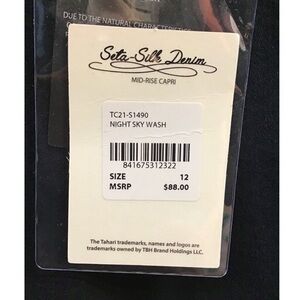 DUE TO THE NATURAL CHARACTERISTICS
Seta-Silk Denim
MID-RISE CAPRI
TC21-S1490
NIGHT SKY WASH
841675312322
SIZE 12
MSRP $88.00
The Tahari trademarks, names and logos are
trademarks owned by TBH Brand Holdings LLC.